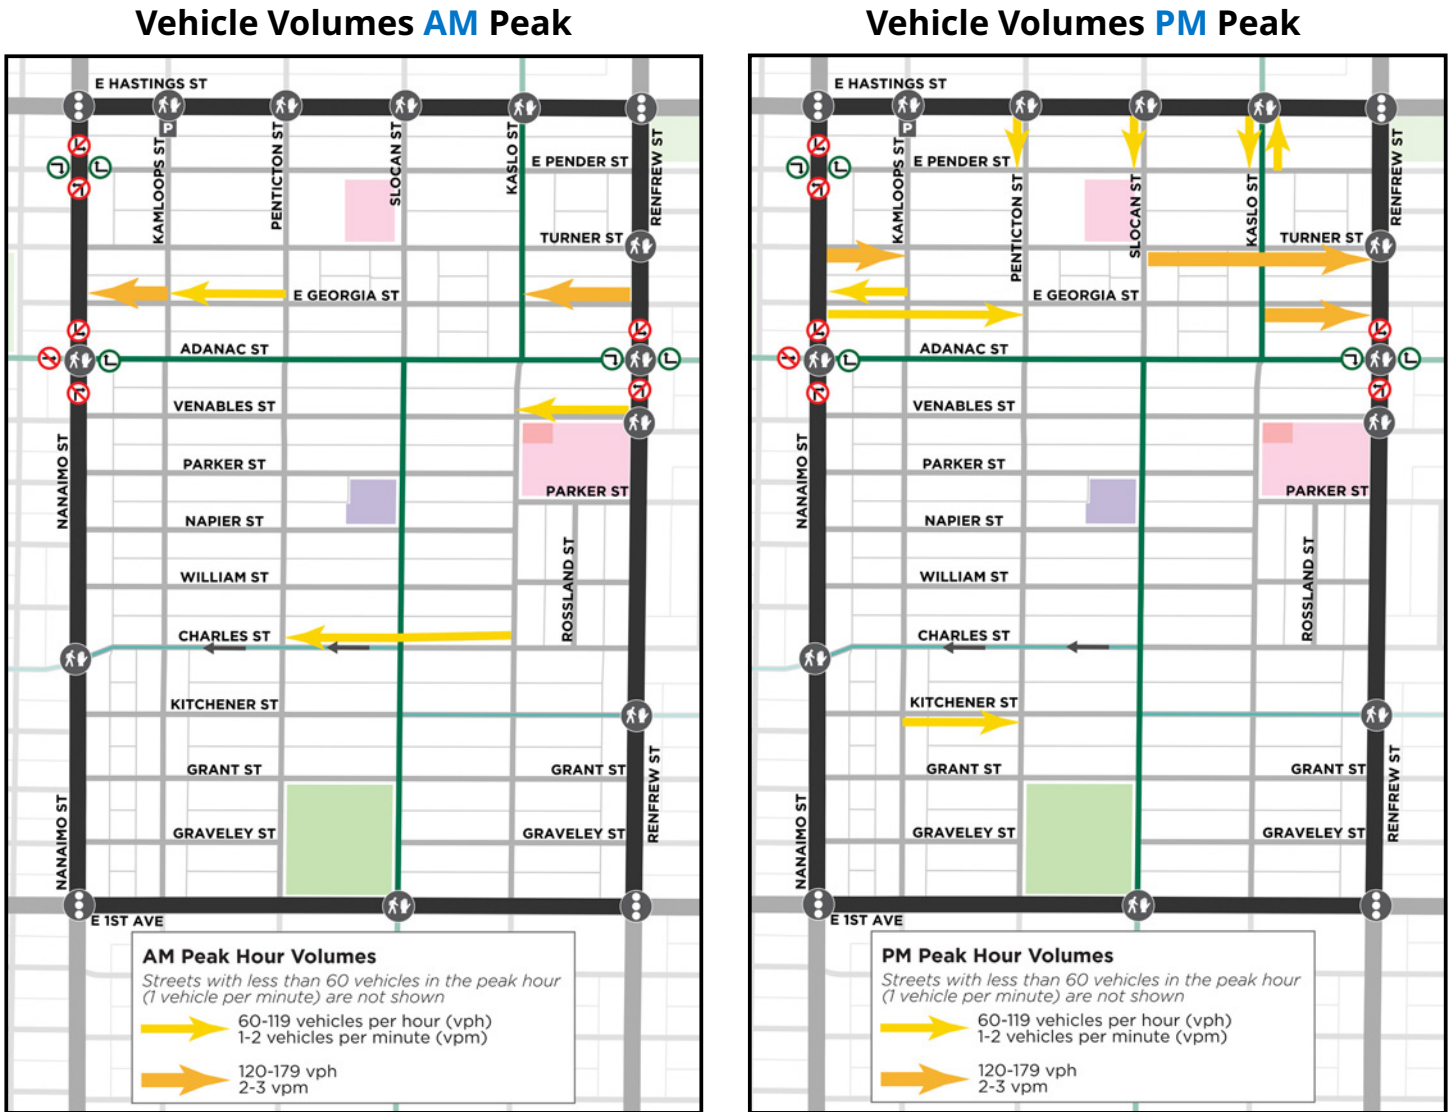 Vehicle Volumes AM Peak
E HASTINGS ST
P
KAMLOOPS ST
PENTICTON ST
SLOCAN ST
KASLO ST
RENFREW ST
E PENDER ST
TURNER ST
E GEORGIA ST
ADANAC ST
VENABLES ST
NANAIMO ST
PARKER ST
PARKER ST
NAPIER ST
ROSSLAND ST
WILLIAM ST
CHARLES ST
KITCHENER ST
GRANT ST
GRANT ST
RENFREW ST
NANAIMO ST
GRAVELEY ST
GRAVELEY ST
E 1ST AVE
AM Peak Hour Volumes
Streets with less than 60 vehicles in the peak hour
(1 vehicle per minute) are not shown
60-119 vehicles per hour (vph)
1-2 vehicles per minute (vpm)
120-179 vph
2-3 vpm
Vehicle Volumes PM Peak
E HASTINGS ST
P
KAMLOOPS ST
E PENDER ST
PENTICTON ST
SLOCAN ST
KASLO ST
RENFREW ST
TURNER ST
E GEORGIA ST
ADANAC ST
VENABLES ST
NANAIMO ST
PARKER ST
PARKER ST
NAPIER ST
ROSSLAND ST
WILLIAM ST
CHARLES ST
KITCHENER ST
GRANT ST
GRANT ST
RENFREW ST
NANAIMO ST
GRAVELEY ST
GRAVELEY ST
E 1ST AVE
PM Peak Hour Volumes
Streets with less than 60 vehicles in the peak hour
(1 vehicle per minute) are not shown
60-119 vehicles per hour (vph)
1-2 vehicles per minute (vpm)
120-179 vph
2-3 vpm